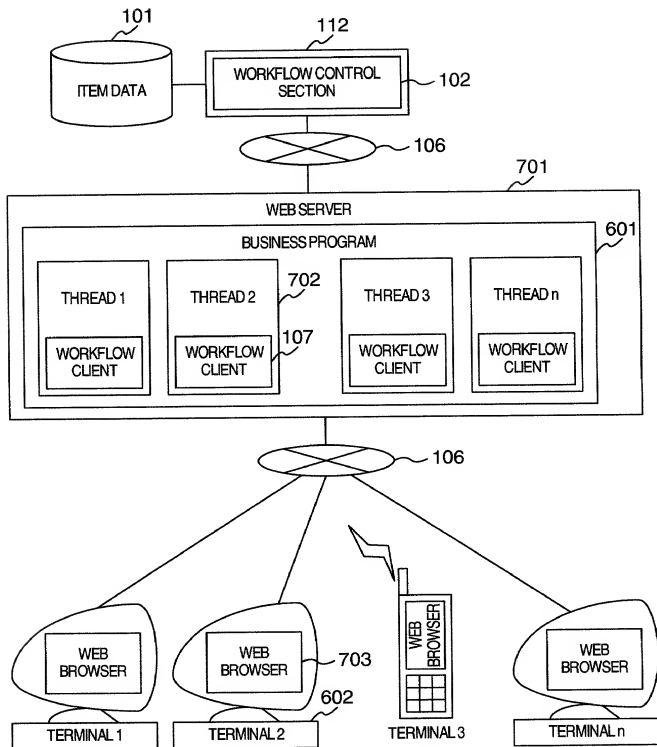 101
ITEM DATA
112
WORKFLOW CONTROL
SECTION
102
106
701
WEB SERVER
601
BUSINESS PROGRAM
THREAD 1
WORKFLOW
CLIENT
THREAD 2
702
107
WORKFLOW
CLIENT
THREAD 3
WORKFLOW
CLIENT
THREAD n
WORKFLOW
CLIENT
106
WEB
BROWSER
TERMINAL 1
WEB
BROWSER
703
602
TERMINAL 2
WEB
BROWSER
TERMINAL 3
WEB
BROWSER
TERMINAL n